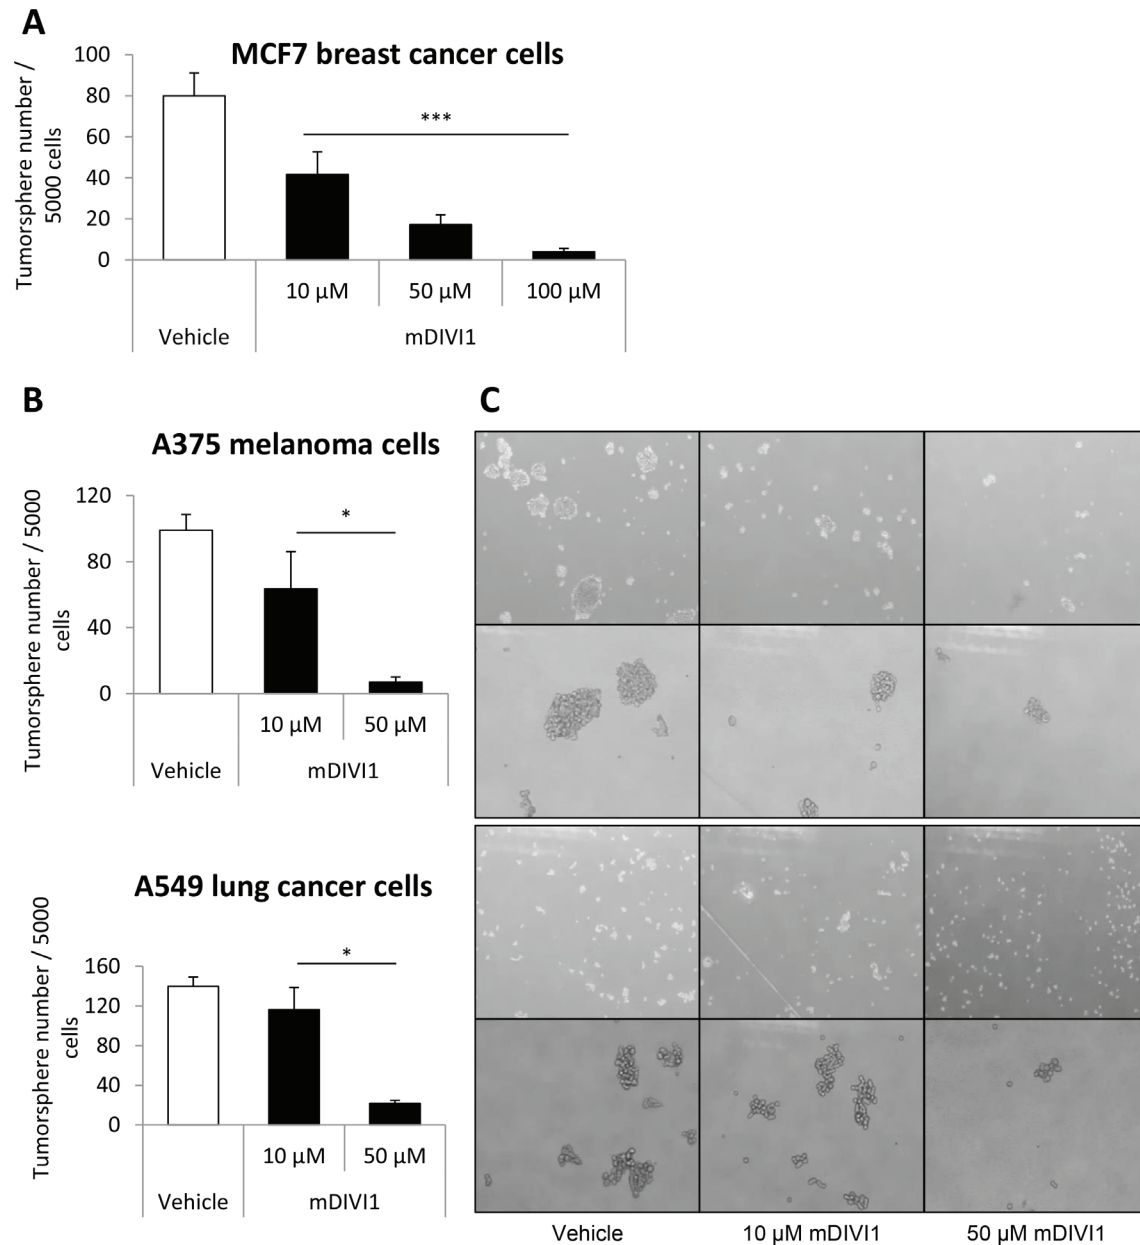 A
MCF7 breast cancer cells
Tumorsphere number /
5000 cells
100
80
60
40
20
0
***
10 µM 50 µM 100 µM
Vehicle mDIVI1
B
A375 melanoma cells
Tumorsphere number / 5000
cells
120
80
40
0
*
10 µM 50 µM
Vehicle mDIVI1
A549 lung cancer cells
Tumorsphere number / 5000
cells
160
120
80
40
0
*
10 µM 50 µM
Vehicle mDIVI1
C
Vehicle 10 µM mDIVI1 50 µM mDIVI1